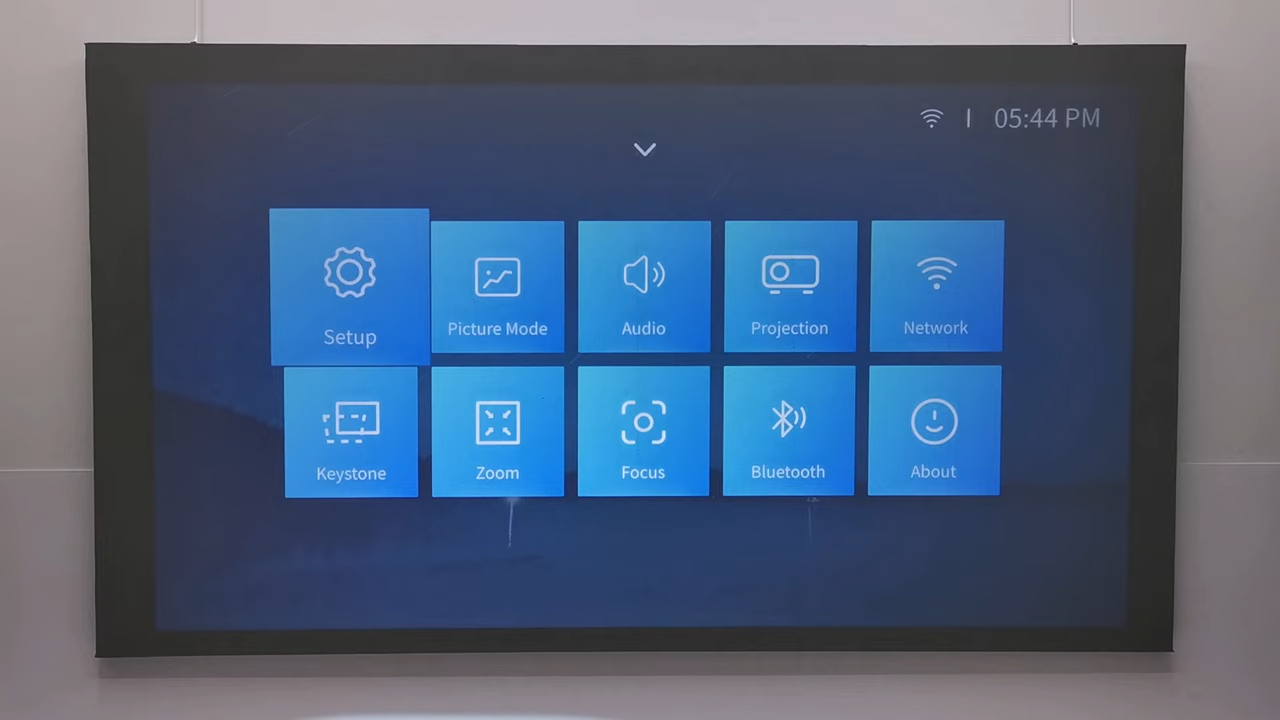 05:44 PM
Setup
Picture Mode
Audio
Projection
Network
Keystone
Zoom
Focus
Bluetooth
About